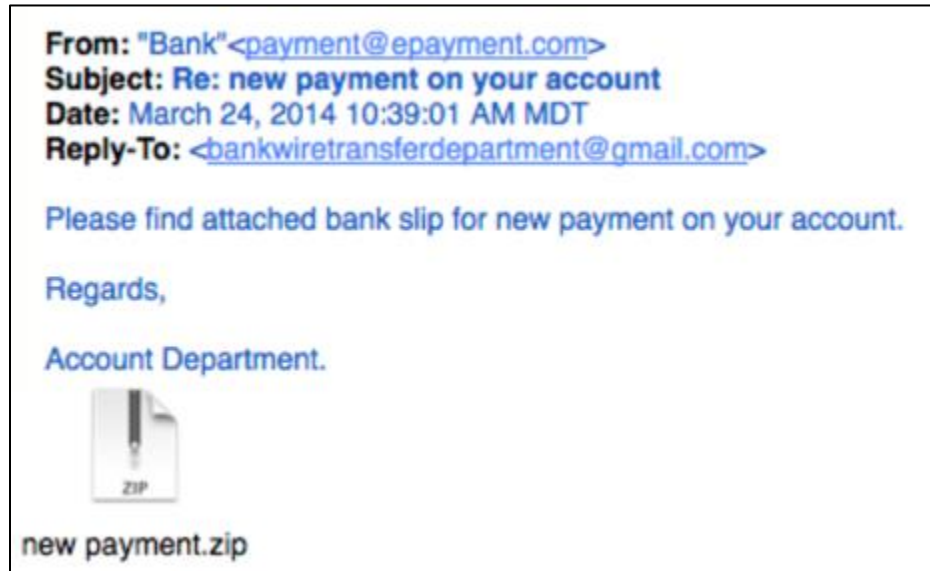 From: "Bank"<payment@epayment.com>
Subject: Re: new payment on your account
Date: March 24, 2014 10:39:01 AM MDT
Reply-To: <bankwiretransferdepartment@gmail.com>
Please find attached bank slip for new payment on your account.
Regards,
Account Department.
ZIP
new payment.zip